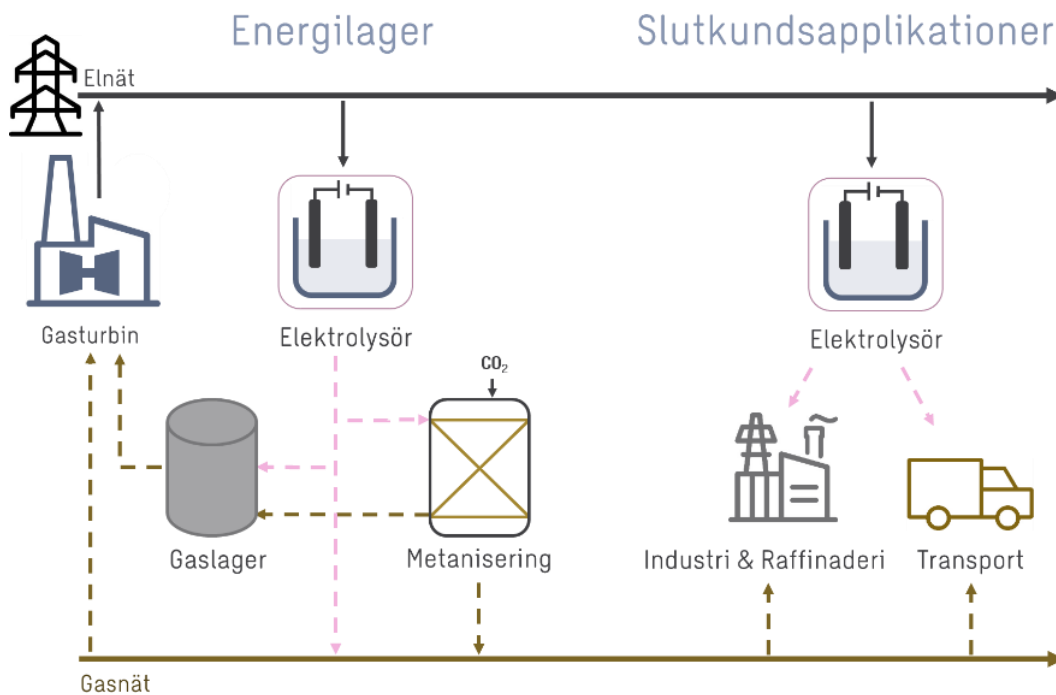 Energilager
Slutkundsapplikationer
Elnät
Gasturbin
Elektrolysör
Elektrolysör
CO₂
Gaslager
Metanisering
Industri & Raffinaderi
Transport
Gasnät